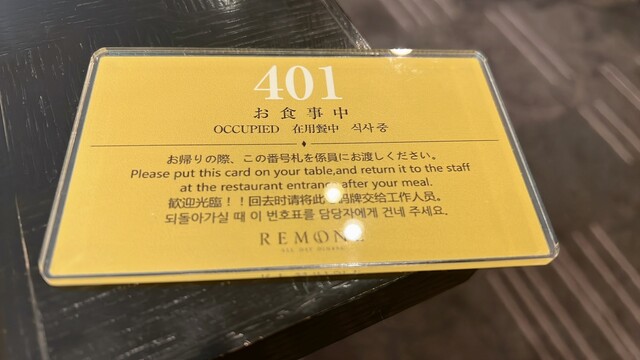 401
お食事中
OCCUPIED 在用餐中 식사 중
お帰りの際、この番号札を係員にお渡しください。
Please put this card on your table,and return it to the staff
at the restaurant entrance after your meal.
歓迎光臨！！回去时请将此号码牌交给工作人员。
되돌아가실 때 이 번호표를 담당자에게 건네 주세요.